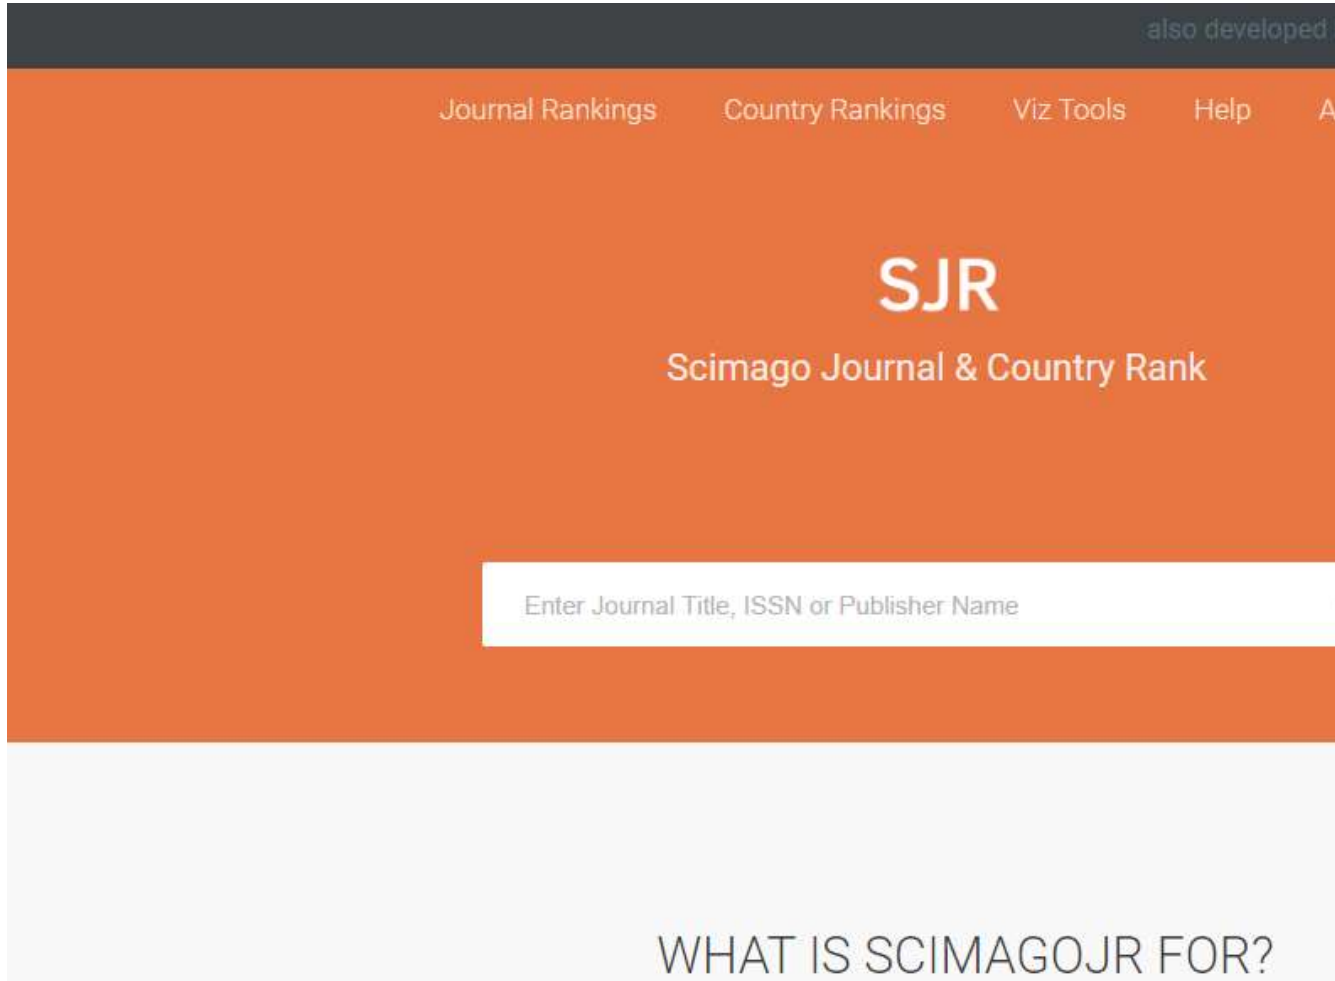 also developed
Journal Rankings Country Rankings Viz Tools Help A
SJR
Scimago Journal & Country Rank
Enter Journal Title, ISSN or Publisher Name
WHAT IS SCIMAGOJR FOR?